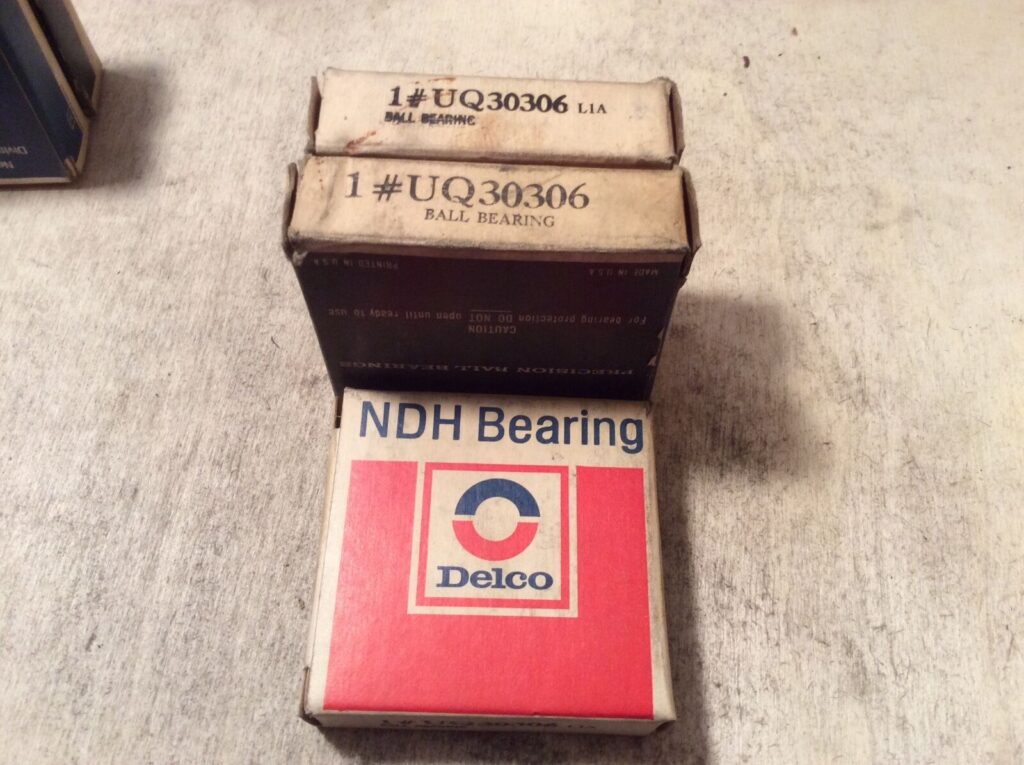 1#UQ30306 L1A
BALL BEARING
1#UQ30306
BALL BEARING
MADE IN U.S.A.
PRINTED IN U.S.A.
For bearing protection DO NOT open until ready to use
CAUTION
PRECISION BALL BEARINGS
NDH Bearing
Delco